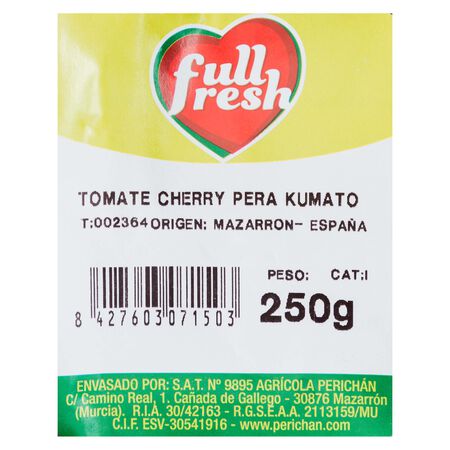 full
fresh
TOMATE CHERRY PERA KUMATO
T:002364 ORIGEN: MAZARRON- ESPAÑA
PESO: CAT:I
250g
8 427603 071503
ENVASADO POR: S.A.T. Nº 9895 AGRÍCOLA PERICHÁN
C/ Camino Real, 1. Cañada de Gallego - 30876 Mazarrón
(Murcia). R.I.A. 30/42163 - R.G.S.E.A.A. 2113159/MU
C.I.F. ESV-30541916 - www.perichan.com